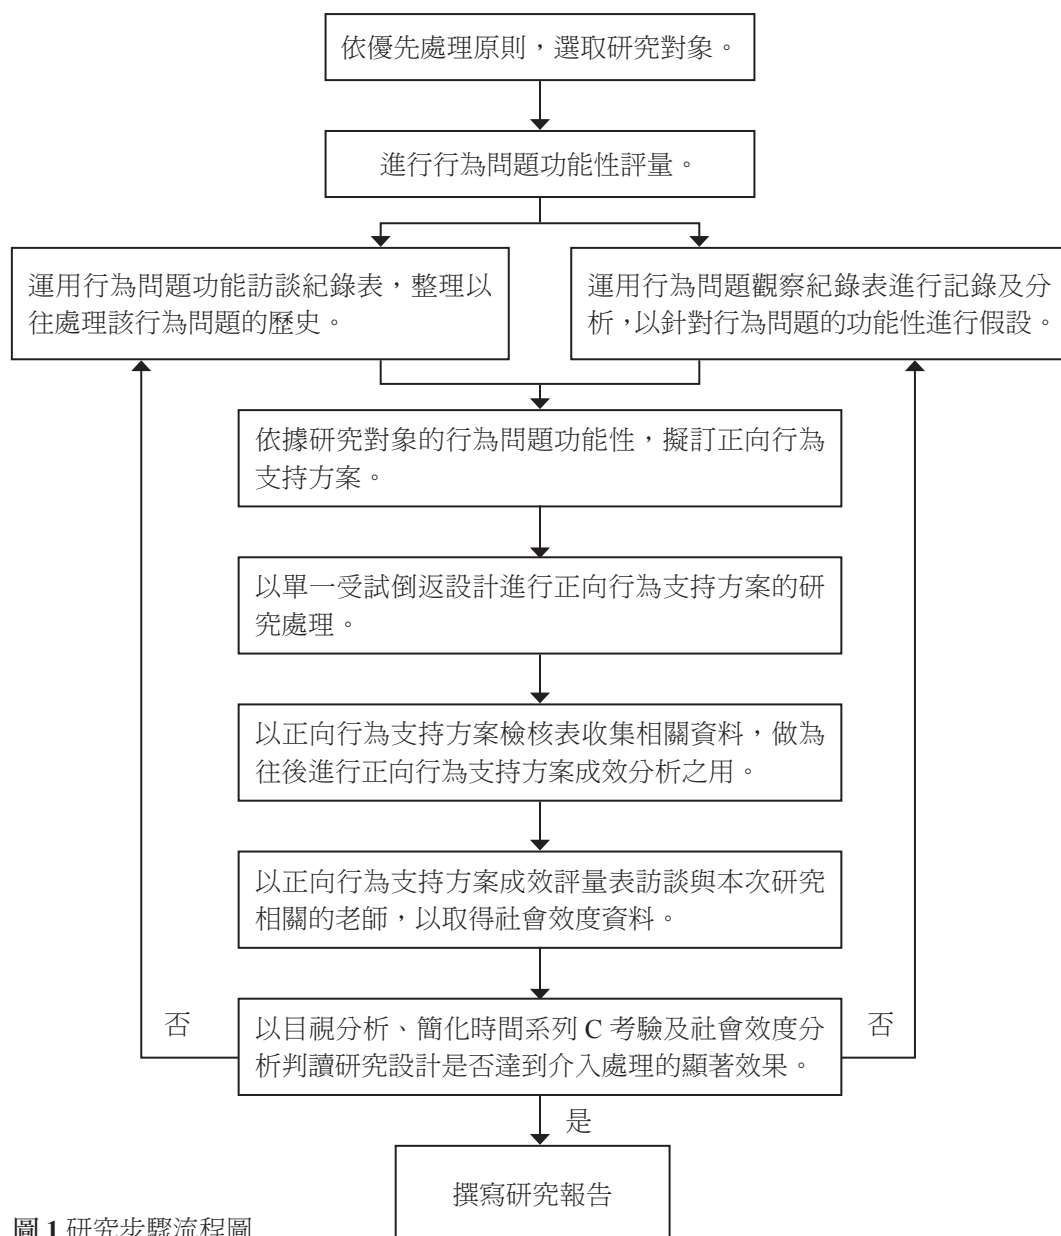 依優先處理原則，選取研究對象。
進行行為問題功能性評量。
運用行為問題功能訪談紀錄表，整理以
往處理該行為問題的歷史。
運用行為問題觀察紀錄表進行記錄及分
析，以針對行為問題的功能性進行假設。
依據研究對象的行為問題功能性，擬訂正向行為
支持方案。
以單一受試倒返設計進行正向行為支持方案的研
究處理。
以正向行為支持方案檢核表收集相關資料，做為
往後進行正向行為支持方案成效分析之用。
以正向行為支持方案成效評量表訪談與本次研究
相關的老師，以取得社會效度資料。
否
以目視分析、簡化時間系列 C 考驗及社會效度分
析判讀研究設計是否達到介入處理的顯著效果。
否
是
撰寫研究報告
圖 1 研究步驟流程圖